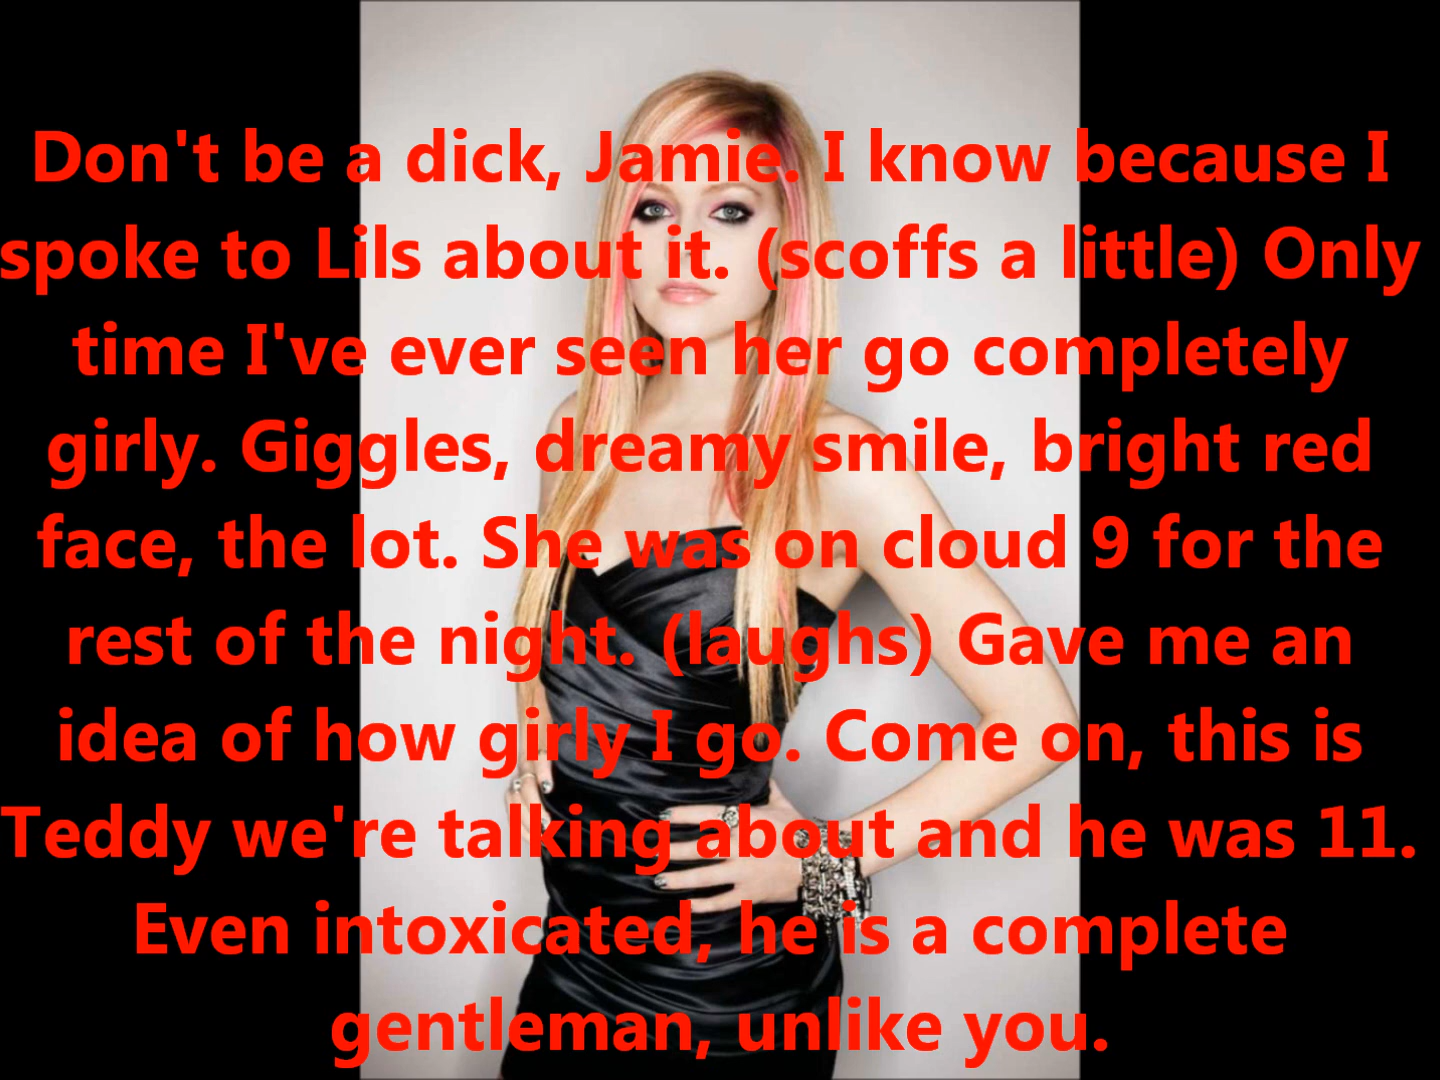 Don't be a dick, Jamie. I know because I
spoke to Lils about it. (scoffs a little) Only
time I've ever seen her go completely
girly. Giggles, dreamy smile, bright red
face, the lot. She was on cloud 9 for the
rest of the night. (laughs) Gave me an
idea of how girly I go. Come on, this is
Teddy we're talking about and he was 11.
Even intoxicated, he is a complete
gentleman, unlike you.